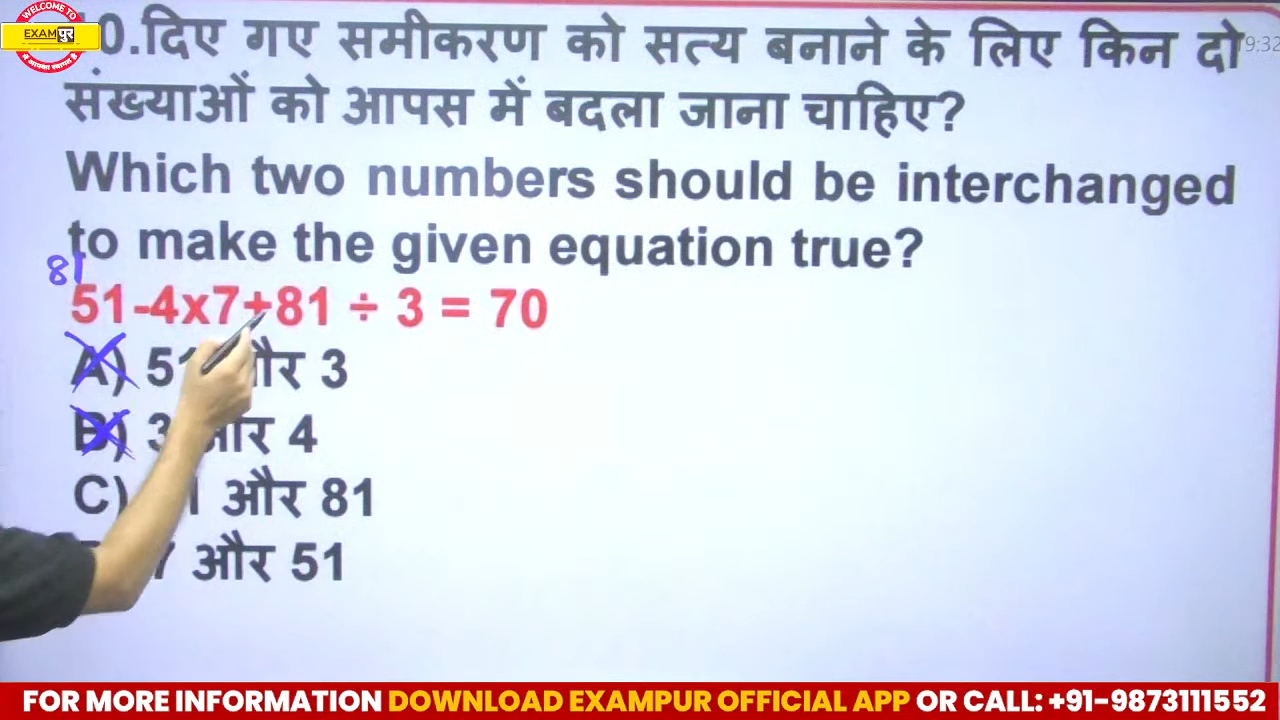 WELCOME TO
EXAMपुर
0.दिए गए समीकरण को सत्य बनाने के लिए किन दो
19:32
संख्याओं को आपस में बदला जाना चाहिए?
Which two numbers should be interchanged
to make the given equation true?
81
51-4x7+81 ÷ 3 = 70
A) 3
B) और 4
C) और 81
और 51
FOR MORE INFORMATION DOWNLOAD EXAMPUR OFFICIAL APP OR CALL: +91-9873111552